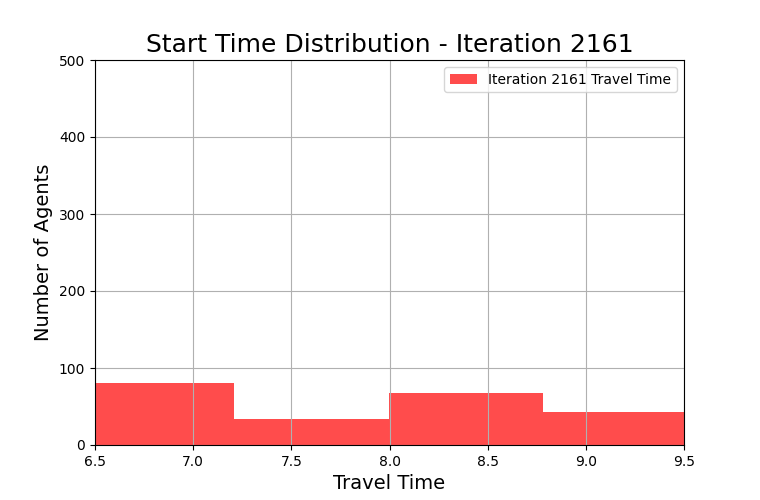 Start Time Distribution - Iteration 2161
Iteration 2161 Travel Time
Number of Agents
500
400
300
200
100
0
6.5 7.0 7.5 8.0 8.5 9.0 9.5
Travel Time